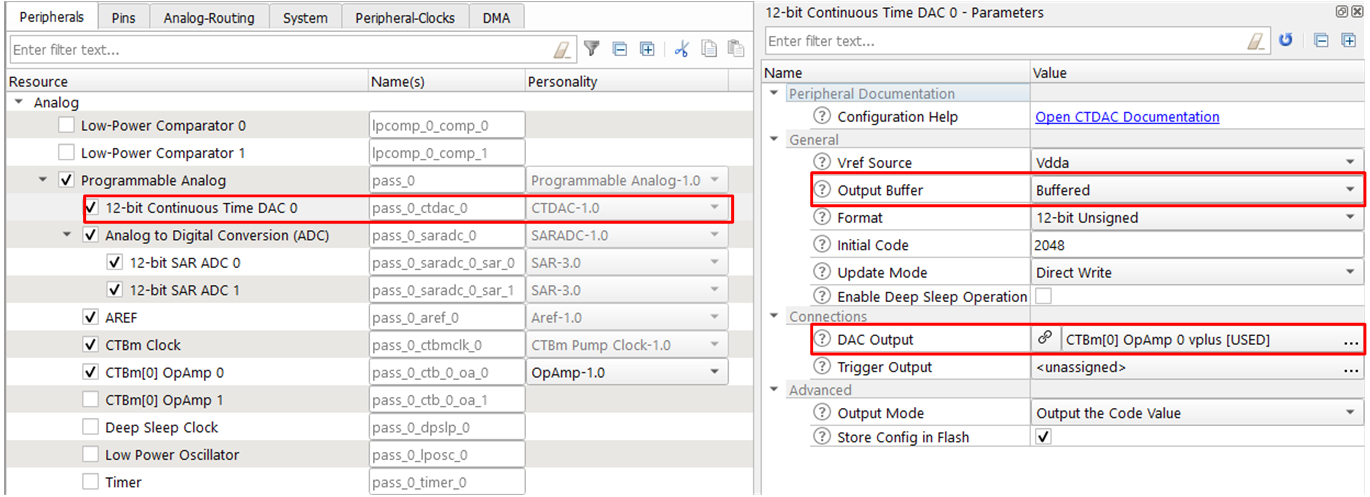 Peripherals Pins Analog-Routing System Peripheral-Clocks DMA
Enter filter text...
Resource Name(s) Personality
Analog
Low-Power Comparator 0 lpcomp_0_comp_0
Low-Power Comparator 1 lpcomp_0_comp_1
Programmable Analog pass_0 Programmable Analog-1.0
12-bit Continuous Time DAC 0 pass_0_ctdac_0 CTDAC-1.0
Analog to Digital Conversion (ADC) pass_0_saradc_0 SARADC-1.0
12-bit SAR ADC 0 pass_0_saradc_0_sar_0 SAR-3.0
12-bit SAR ADC 1 pass_0_saradc_0_sar_1 SAR-3.0
AREF pass_0_aref_0 Aref-1.0
CTBm Clock pass_0_ctbmclk_0 CTBm Pump Clock-1.0
CTBm[0] OpAmp 0 pass_0_ctb_0_oa_0 OpAmp-1.0
CTBm[0] OpAmp 1 pass_0_ctb_0_oa_1
Deep Sleep Clock pass_0_dpslp_0
Low Power Oscillator pass_0_lposc_0
Timer pass_0_timer_0
12-bit Continuous Time DAC 0 - Parameters
Enter filter text...
Name Value
Peripheral Documentation
? Configuration Help Open CTDAC Documentation
General
? Vref Source Vdda
? Output Buffer Buffered
? Format 12-bit Unsigned
? Initial Code 2048
? Update Mode Direct Write
? Enable Deep Sleep Operation
Connections
? DAC Output CTBm[0] OpAmp 0 vplus [USED] ...
? Trigger Output <unassigned> ...
Advanced
? Output Mode Output the Code Value
? Store Config in Flash